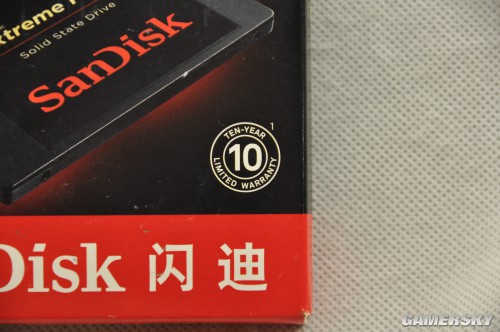 xtreme
Solid State Drive
SanDisk
TEN-YEAR
10
LIMITED WARRANTY
1
Disk 闪迪
GAMERSKY